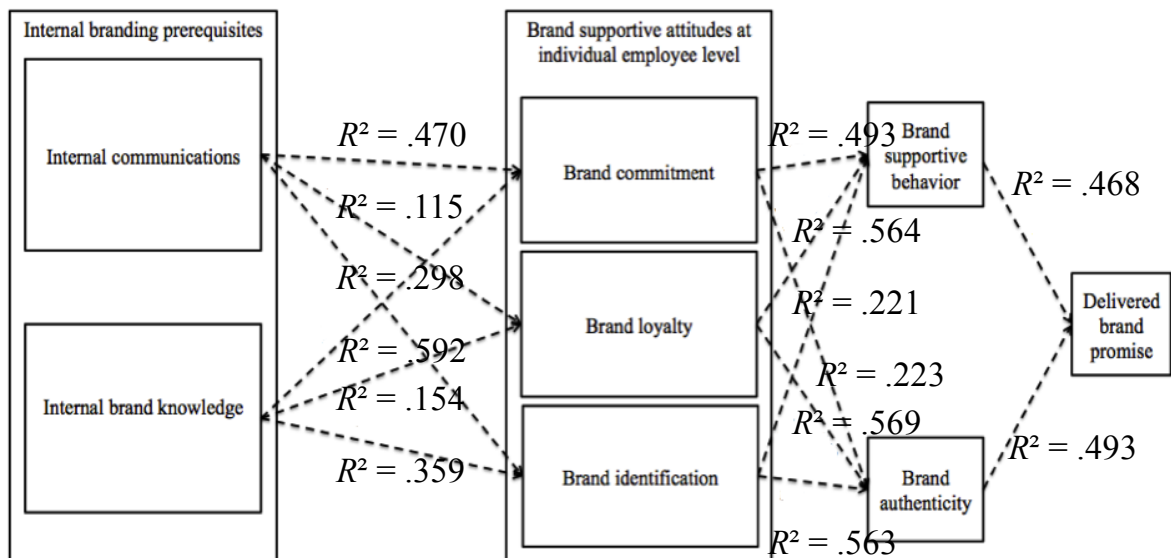 Internal branding prerequisites
Internal communications
Internal brand knowledge
R² = .470
R² = .115
R² = .298
R² = .592
R² = .154
R² = .359
Brand supportive attitudes at
individual employee level
Brand commitment
Brand loyalty
Brand identification
R² = .493
R² = .564
R² = .221
R² = .223
R² = .569
R² = .563
Brand
supportive
behavior
Brand
authenticity
R² = .468
R² = .493
Delivered
brand
promise